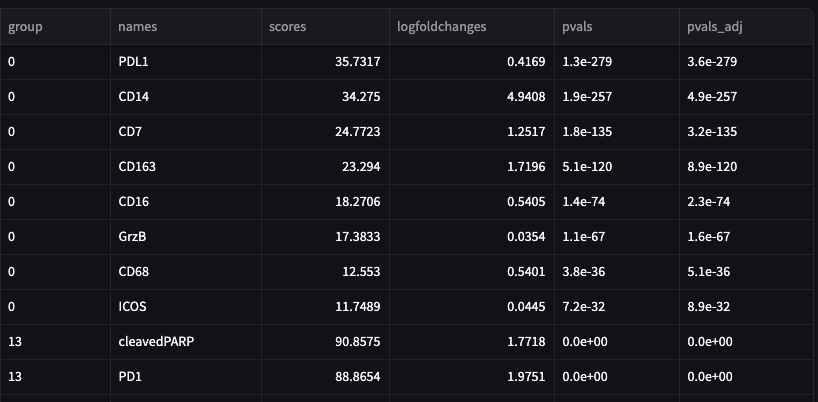 group names scores logfoldchanges pvals pvals_adj
0 PDL1 35.7317 0.4169 1.3e-279 3.6e-279
0 CD14 34.275 4.9408 1.9e-257 4.9e-257
0 CD7 24.7723 1.2517 1.8e-135 3.2e-135
0 CD163 23.294 1.7196 5.1e-120 8.9e-120
0 CD16 18.2706 0.5405 1.4e-74 2.3e-74
0 GrzB 17.3833 0.0354 1.1e-67 1.6e-67
0 CD68 12.553 0.5401 3.8e-36 5.1e-36
0 ICOS 11.7489 0.0445 7.2e-32 8.9e-32
13 cleavedPARP 90.8575 1.7718 0.0e+00 0.0e+00
13 PD1 88.8654 1.9751 0.0e+00 0.0e+00